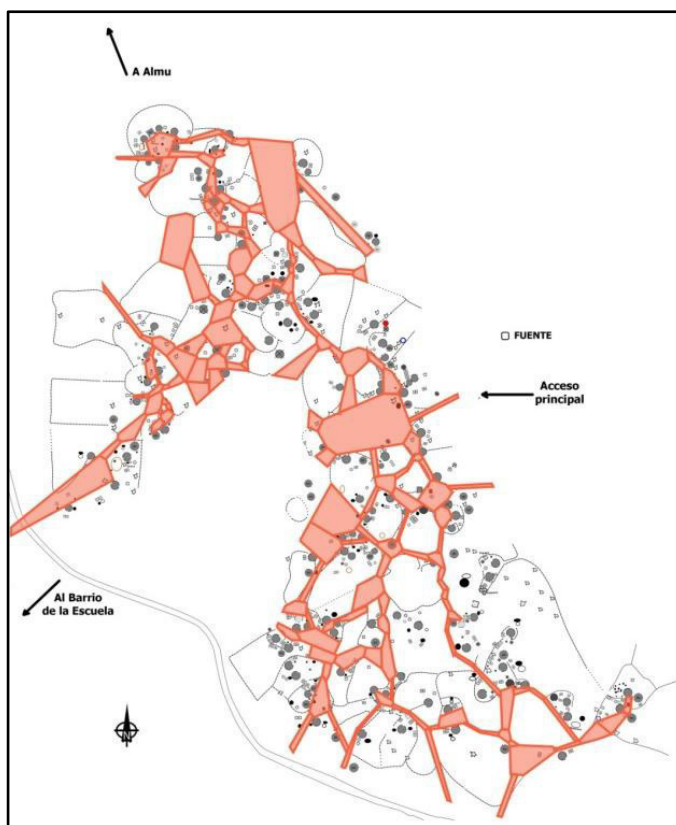 A Almu
FUENTE
Acceso
principal
Al Barrio
de la Escuela
N